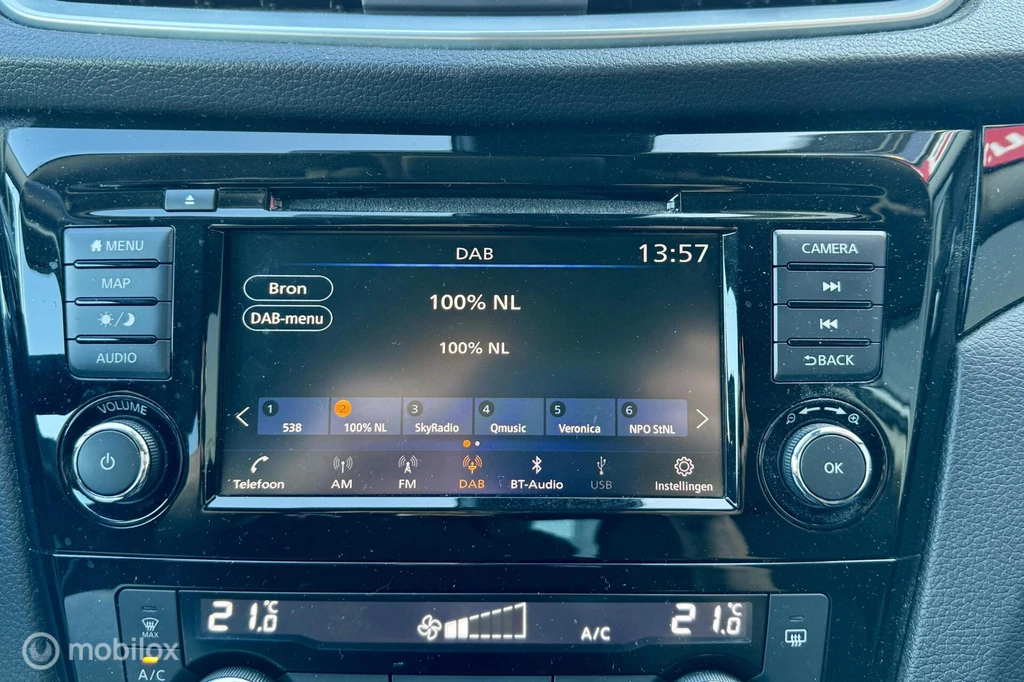 DAB
13:57
MENU
MAP
AUDIO
VOLUME
Bron
DAB-menu
100% NL
100% NL
1 538
2 100% NL
3 SkyRadio
4 Qmusic
5 Veronica
6 NPO StNL
Telefoon
AM
FM
DAB
BT-Audio
USB
Instellingen
CAMERA
BACK
OK
21.0 °C
A/C
21.0 °C
MAX
A/C
mobilox